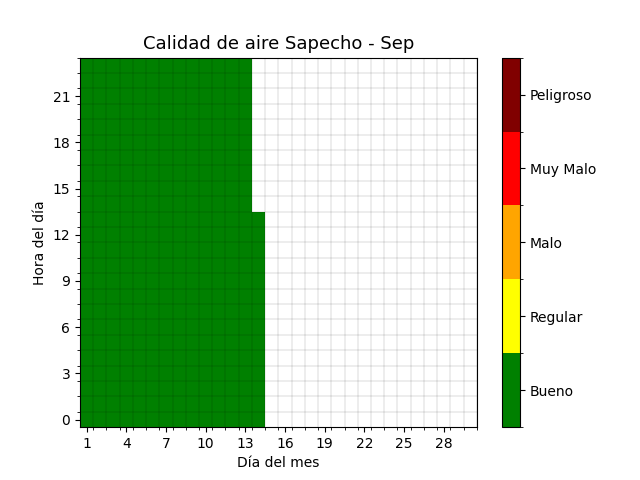 Calidad de aire Sapecho - Sep
Hora del día
21
18
15
12
9
6
3
0
1 4 7 10 13 16 19 22 25 28
Día del mes
Peligroso
Muy Malo
Malo
Regular
Bueno